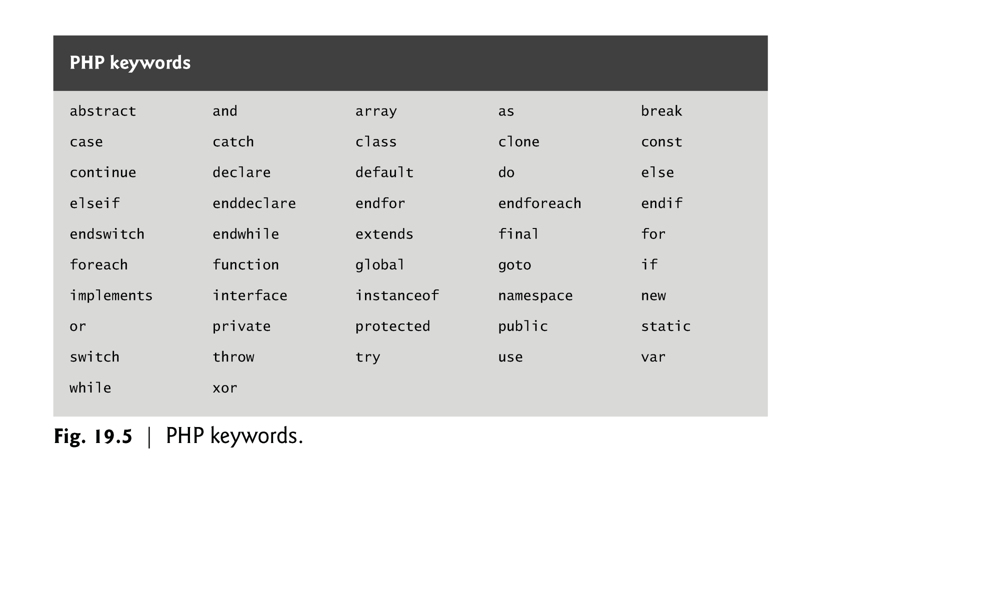 PHP keywords
abstract and array as break
case catch class clone const
continue declare default do else
elseif enddeclare endfor endforeach endif
endswitch endwhile extends final for
foreach function global goto if
implements interface instanceof namespace new
or private protected public static
switch throw try use var
while xor
Fig. 19.5 | PHP keywords.